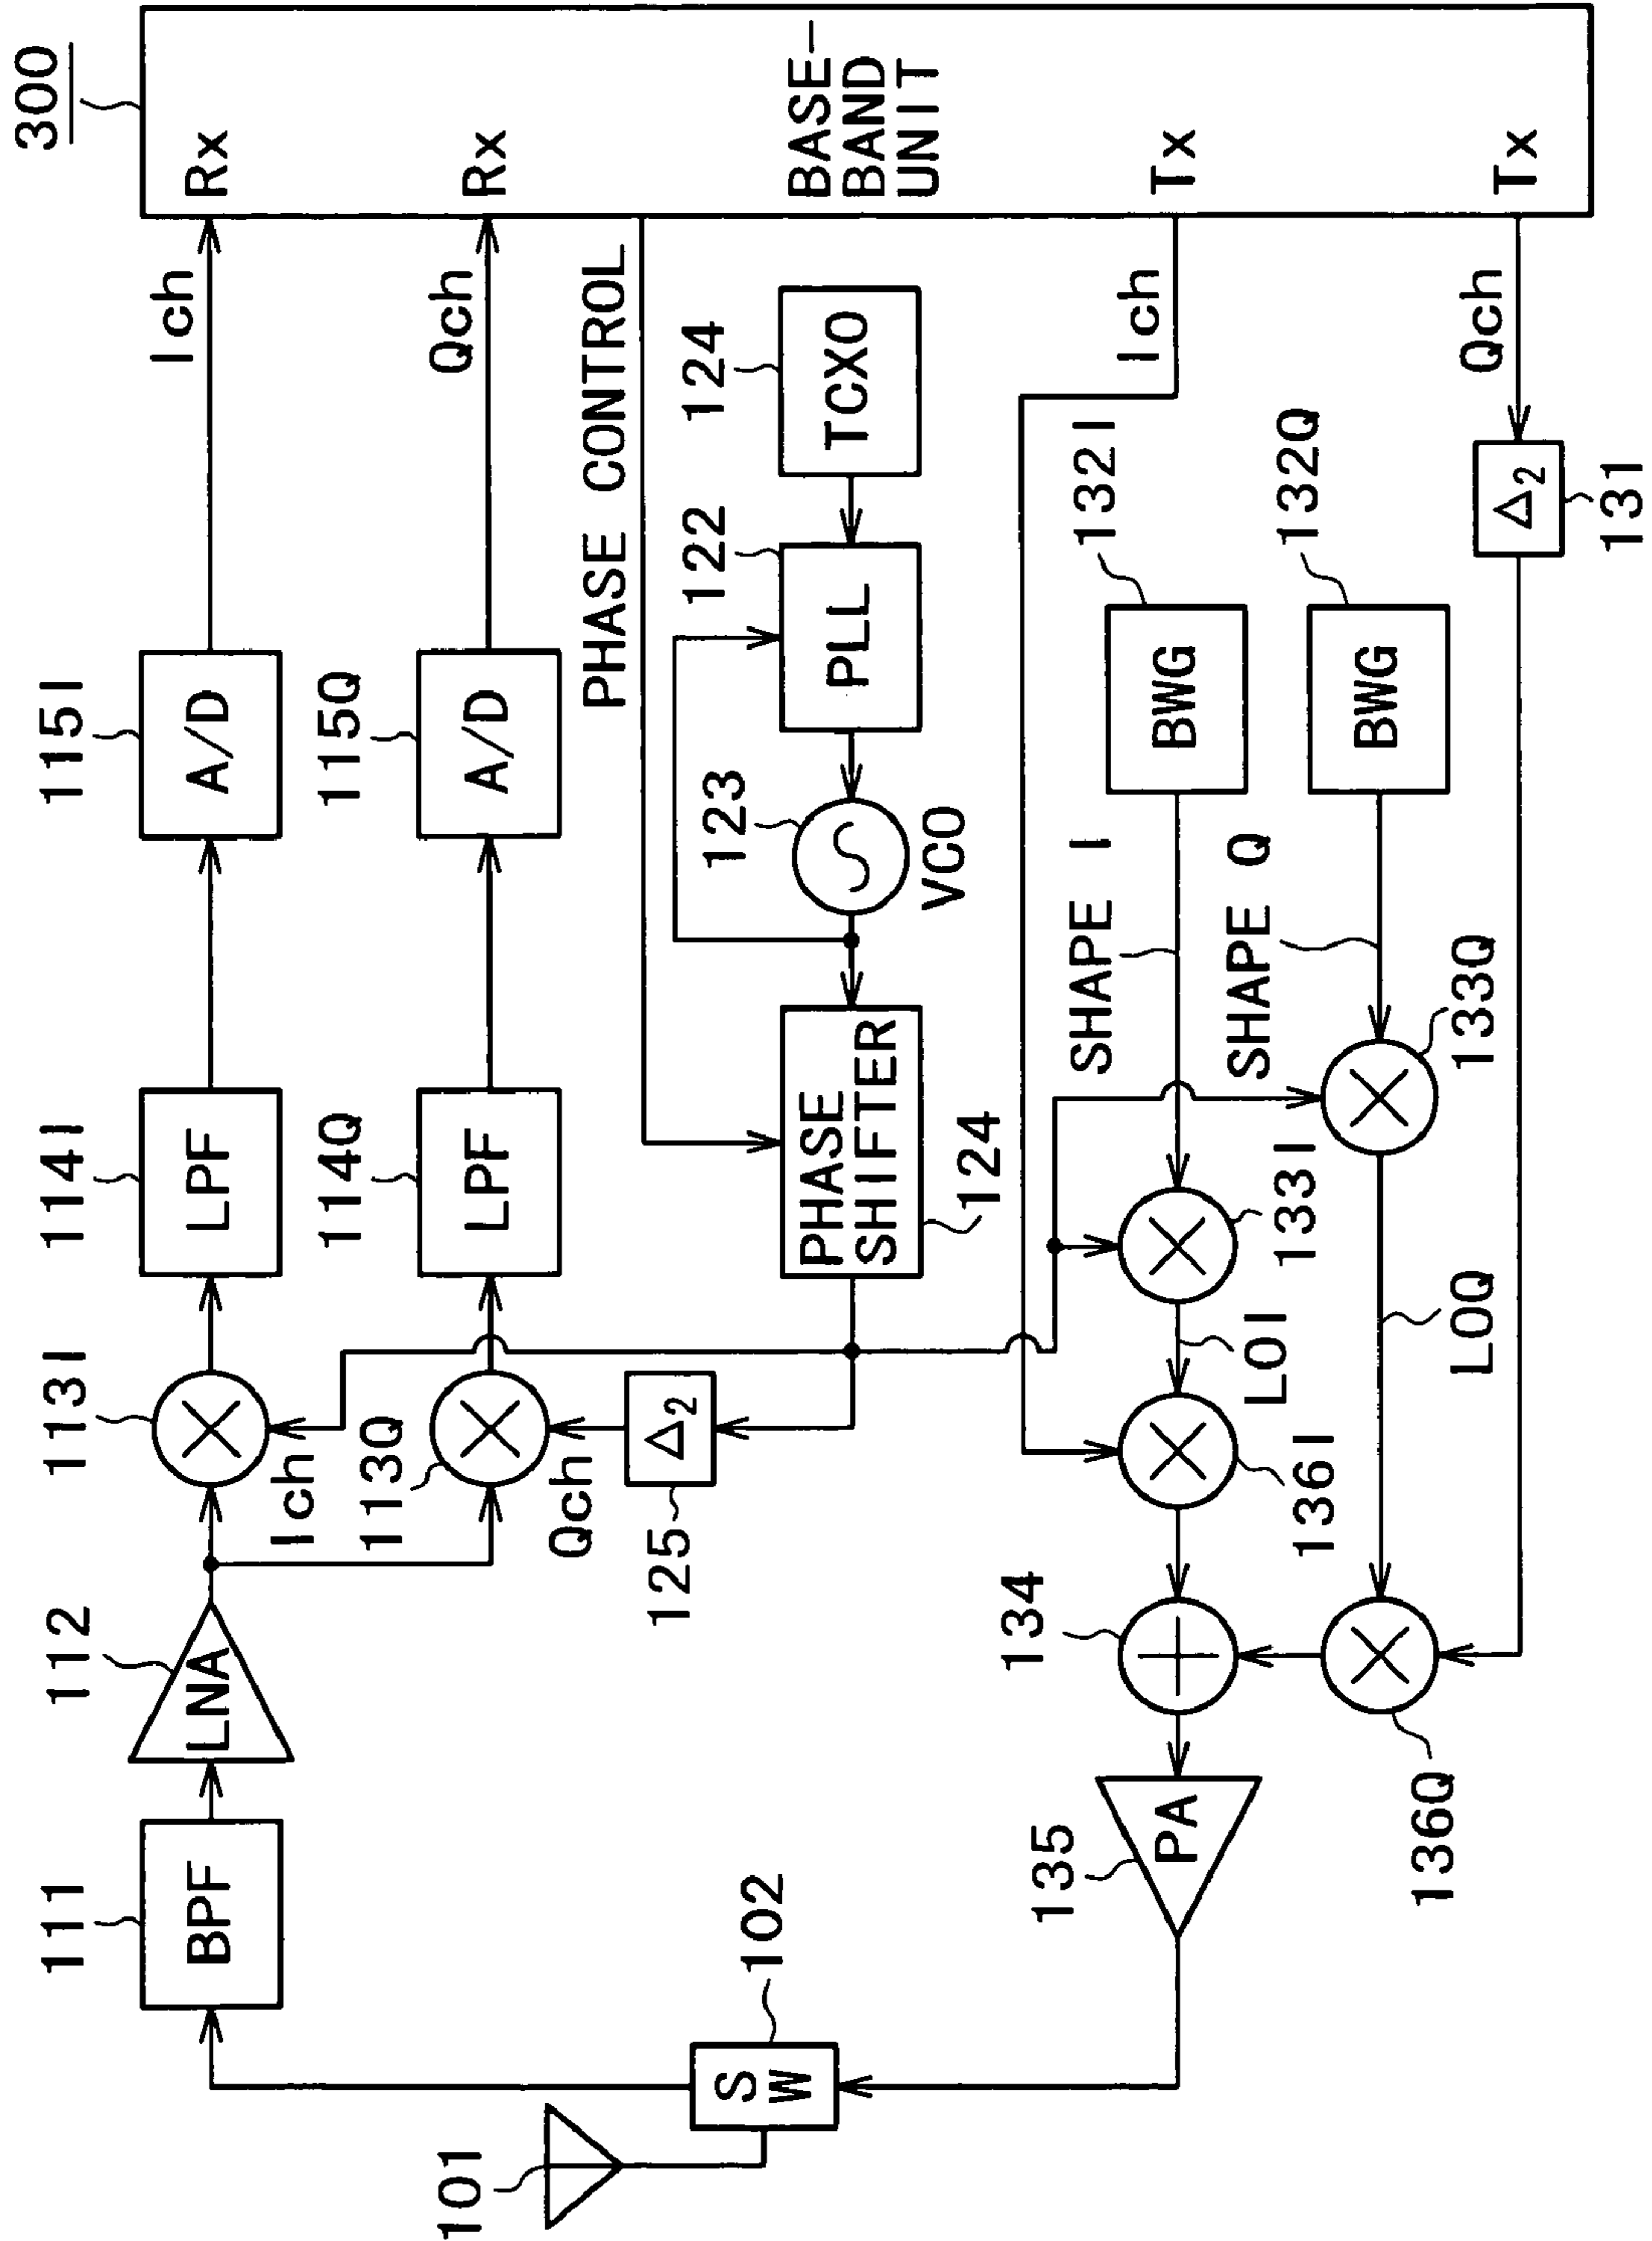 300
Rx
Rx
BASE-
BAND
UNIT
Tx
Tx
Ich
Qch
PHASE CONTROL
Ich
Qch
115I
A/D
115Q
A/D
114I
LPF
114Q
LPF
113I
Ich
113Q
Qch
125
Δ2
112
LNA
111
BPF
101
102
S
W
124
TCXO
122
PLL
123
VCO
PHASE
SHIFTER
124
132I
BWG
132Q
BWG
131
Δ2
SHAPE I
SHAPE Q
133I
133Q
LOI
LOQ
136I
136Q
134
135
PA